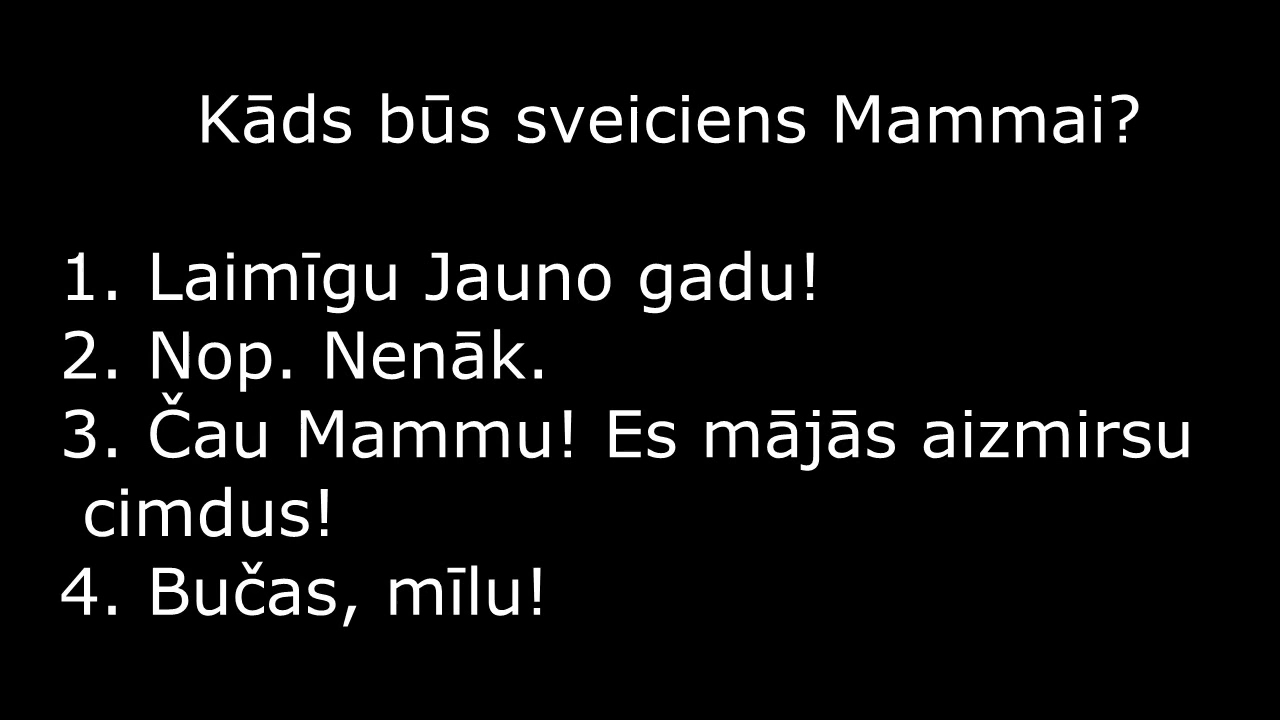 Kāds būs sveiciens Mammai?
1. Laimīgu Jauno gadu!
2. Nop. Nenāk.
3. Čau Mammu! Es mājās aizmirsu
cimdus!
4. Bučas, mīlu!